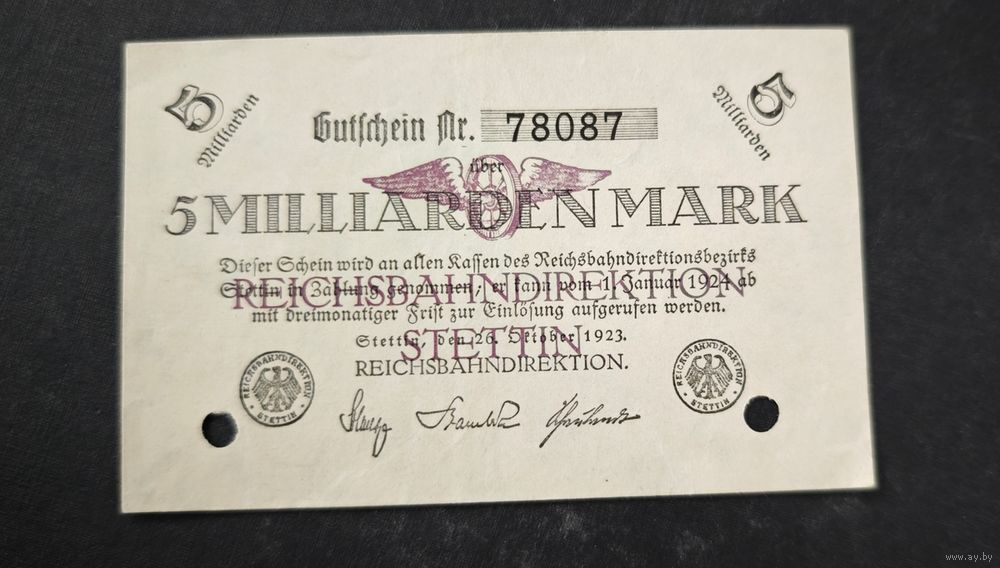 5 Milliarden
5 Milliarden
Gutschein Nr. 78087
über
5 MILLIARDEN MARK
Dieser Schein wird an allen Kassen des Reichsbahndirektionsbezirks
Stettin in Zahlung genommen; er kann vom 1. Januar 1924 ab
mit dreimonatiger Frist zur Einlösung aufgerufen werden.
REICHSBAHNDIREKTION
STETTIN
Stettin, den 26. Oktober 1923.
REICHSBAHNDIREKTION.
REICHSBAHNDIREKTION
• STETTIN •
REICHSBAHNDIREKTION
• STETTIN •
www.ay.by